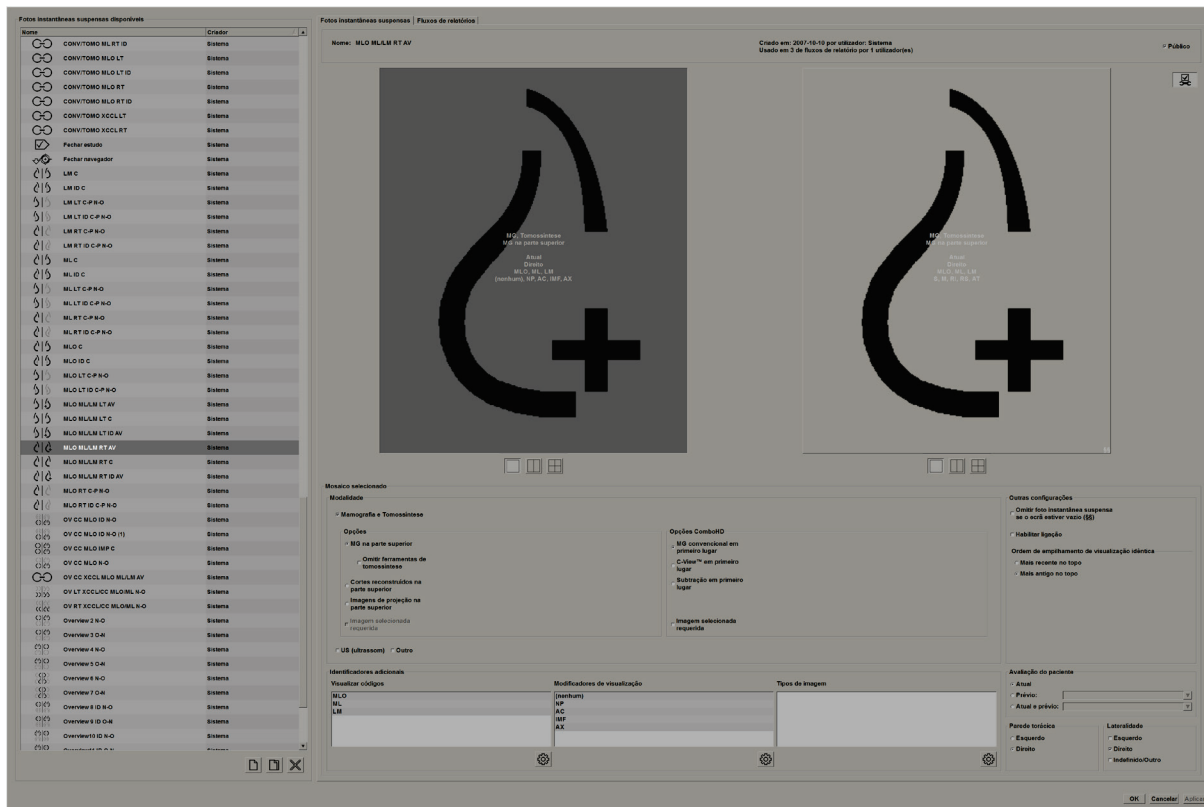 Fotos instantâneas suspensas disponíveis
Nome Criador
CONV/TOMO ML RT ID Sistema
CONV/TOMO MLO LT Sistema
CONV/TOMO MLO LT ID Sistema
CONV/TOMO MLO RT Sistema
CONV/TOMO MLO RT ID Sistema
CONV/TOMO XCCL LT Sistema
CONV/TOMO XCCL RT Sistema
Fechar estudo Sistema
Fechar navegador Sistema
LM C Sistema
LM ID C Sistema
LM LT C-P N-O Sistema
LM LT ID C-P N-O Sistema
LM RT C-P N-O Sistema
LM RT ID C-P N-O Sistema
ML C Sistema
ML ID C Sistema
ML LT C-P N-O Sistema
ML LT ID C-P N-O Sistema
ML RT C-P N-O Sistema
ML RT ID C-P N-O Sistema
MLO C Sistema
MLO ID C Sistema
MLO LT C-P N-O Sistema
MLO LT ID C-P N-O Sistema
MLO ML/LM LT AV Sistema
MLO ML/LM LT C Sistema
MLO ML/LM LT ID AV Sistema
MLO ML/LM RT AV Sistema
MLO ML/LM RT C Sistema
MLO ML/LM RT ID AV Sistema
MLO RT C-P N-O Sistema
MLO RT ID C-P N-O Sistema
OV CC MLO ID N-O Sistema
OV CC MLO ID N-O (1) Sistema
OV CC MLO IMP C Sistema
OV CC MLO N-O Sistema
OV CC XCCL MLO ML/LM AV Sistema
OV LT XCCL/CC MLO/ML N-O Sistema
OV RT XCCL/CC MLO/ML N-O Sistema
Overview 2 N-O Sistema
Overview 3 O-N Sistema
Overview 4 N-O Sistema
Overview 5 O-N Sistema
Overview 6 N-O Sistema
Overview 7 O-N Sistema
Overview 8 ID N-O Sistema
Overview 9 ID O-N Sistema
Overview10 ID N-O Sistema
Fotos instantâneas suspensas Fluxos de relatórios
Nome: MLO ML/LM RT AV
Criado em: 2007-10-10 por utilizador: Sistema
Usado em 3 de fluxos de relatório por 1 utilizador(es)
Público
MG, Tomossíntese
MG na parte superior
Atual
Direito
MLO, ML, LM
(nenhum), NP, AC, IMF, AX
MG, Tomossíntese
MG na parte superior
Atual
Direito
MLO, ML, LM
S, M, Rl, RS, AT
Mosaico selecionado
Modalidade
Mamografia e Tomossíntese
Opções
MG na parte superior
Omitir ferramentas de
tomossíntese
Cortes reconstruídos na
parte superior
Imagens de projeção na
parte superior
Imagem selecionada
requerida
Opções ComboHD
MG convencional em
primeiro lugar
C-View™ em primeiro
lugar
Subtração em primeiro
lugar
Imagem selecionada
requerida
US (ultrassom) Outro
Outras configurações
Omitir foto instantânea suspensa
se o ecrã estiver vazio (§§)
Habilitar ligação
Ordem de empilhamento de visualização idêntica
Mais recente no topo
Mais antigo no topo
Identificadores adicionais
Visualizar códigos
MLO
ML
LM
Modificadores de visualização
(nenhum)
NP
AC
IMF
AX
Tipos de imagem
Avaliação do paciente
Atual
Prévio:
Atual e prévio:
Parede torácica
Esquerdo
Direito
Lateralidade
Esquerdo
Direito
Indefinido/Outro
OK Cancelar Aplicar